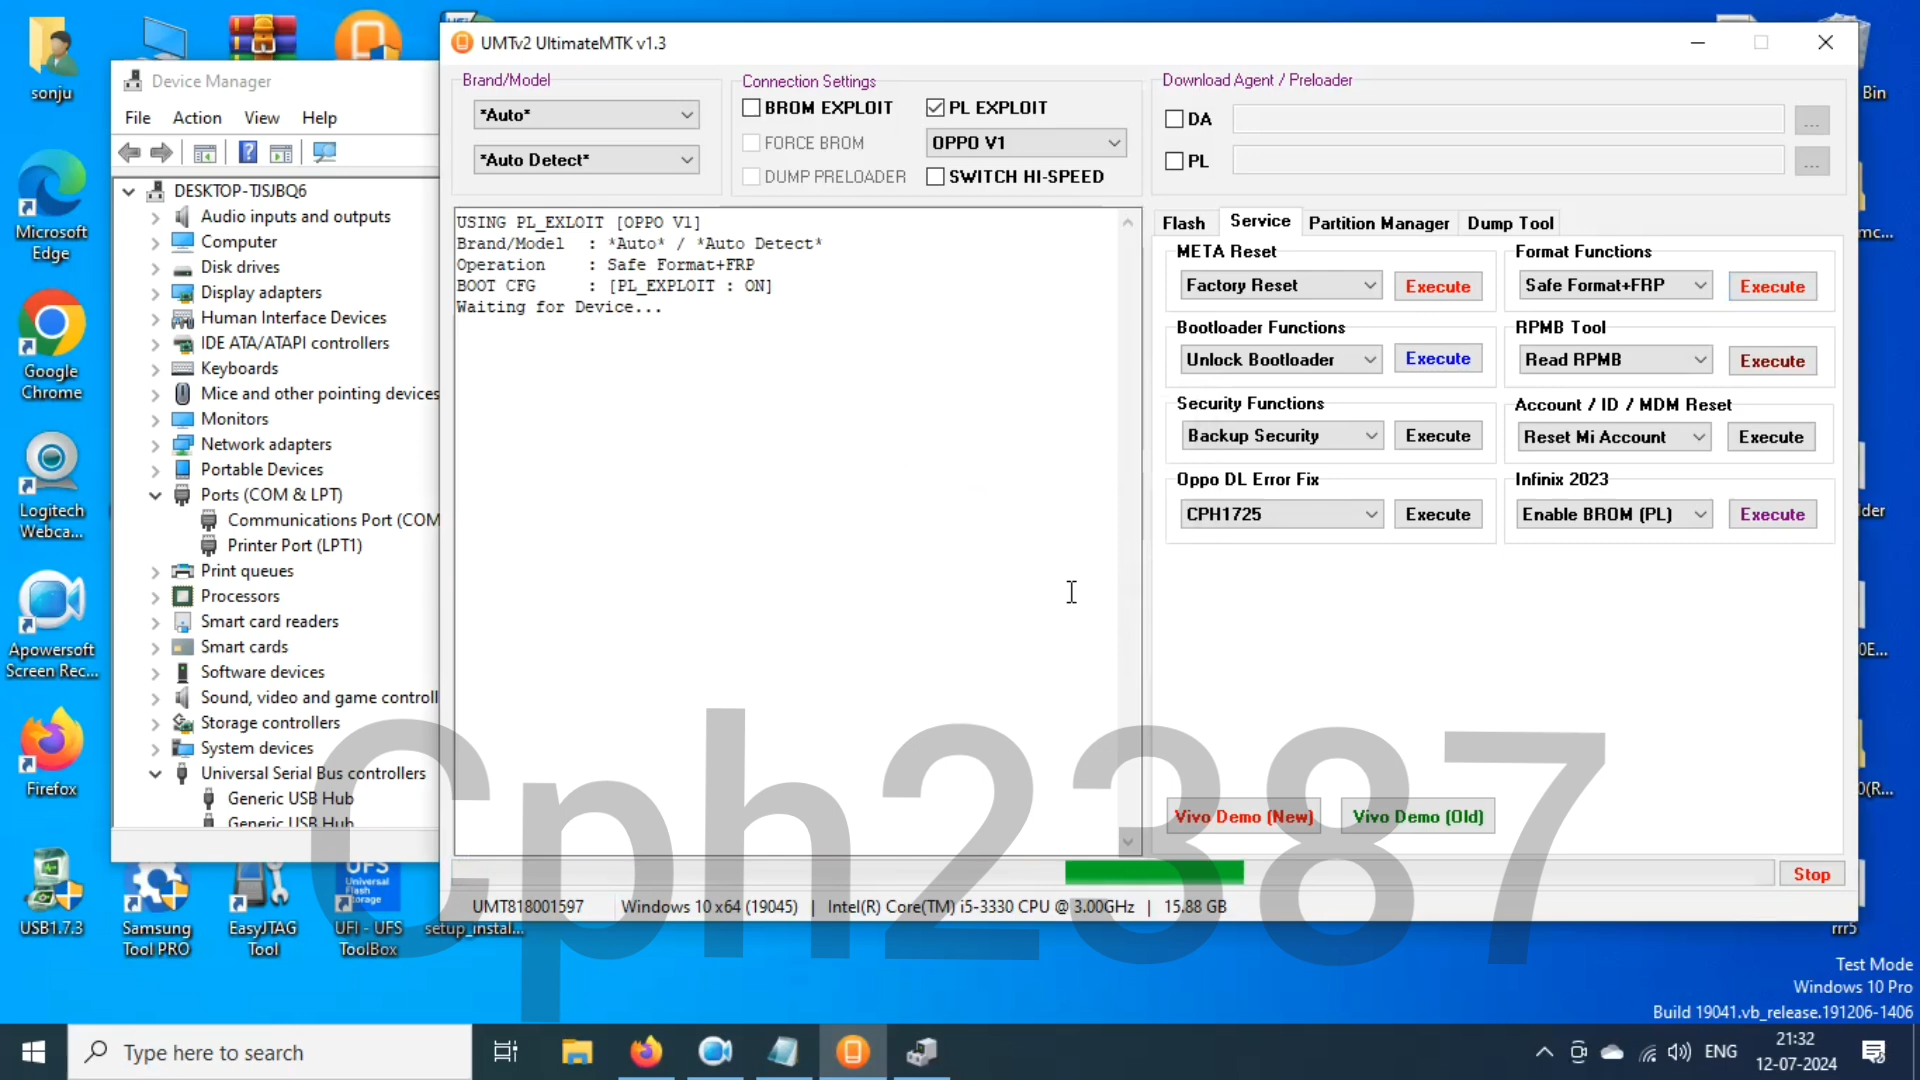 sonju
Microsoft
Edge
Google
Chrome
Logitech
Webca...
Apowersoft
Screen Rec...
Firefox
USB1.7.3
Samsung
Tool PRO
EasyJTAG
Tool
UFS
Universal
Flash
Storage
UFI - UFS
ToolBox
setup_instal...
Device Manager
File Action View Help
DESKTOP-TJSJBQ6
Audio inputs and outputs
Computer
Disk drives
Display adapters
Human Interface Devices
IDE ATA/ATAPI controllers
Keyboards
Mice and other pointing devices
Monitors
Network adapters
Portable Devices
Ports (COM & LPT)
Communications Port (COM
Printer Port (LPT1)
Print queues
Processors
Smart card readers
Smart cards
Software devices
Sound, video and game controll
Storage controllers
System devices
Universal Serial Bus controllers
Generic USB Hub
Generic USB Hub
UMTv2 UltimateMTK v1.3
Brand/Model
*Auto*
*Auto Detect*
Connection Settings
BROM EXPLOIT PL EXPLOIT
FORCE BROM OPPO V1
DUMP PRELOADER SWITCH HI-SPEED
Download Agent / Preloader
DA ...
PL ...
USING PL_EXLOIT [OPPO V1]
Brand/Model : *Auto* / *Auto Detect*
Operation : Safe Format+FRP
BOOT CFG : [PL_EXPLOIT : ON]
Waiting for Device...
Flash Service Partition Manager Dump Tool
META Reset
Factory Reset Execute
Format Functions
Safe Format+FRP Execute
Bootloader Functions
Unlock Bootloader Execute
RPMB Tool
Read RPMB Execute
Security Functions
Backup Security Execute
Account / ID / MDM Reset
Reset Mi Account Execute
Oppo DL Error Fix
CPH1725 Execute
Infinix 2023
Enable BROM (PL) Execute
Vivo Demo (New) Vivo Demo (Old)
Stop
UMT818001597 Windows 10 x64 (19045) | Intel(R) Core(TM) i5-3330 CPU @ 3.00GHz | 15.88 GB
Cph2387
Bin
mc...
lder
0E...
0(R...
rrr5
Test Mode
Windows 10 Pro
Build 19041.vb_release.191206-1406
Type here to search
ENG
21:32
12-07-2024